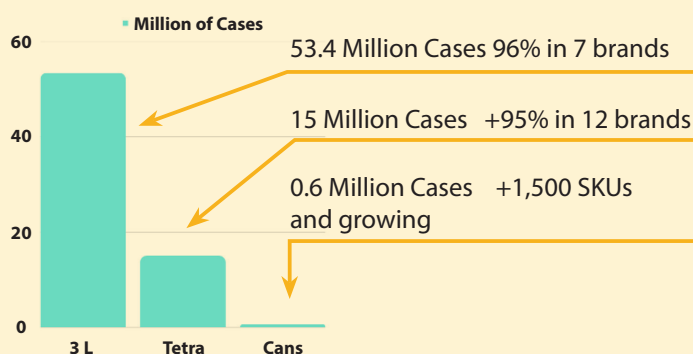 Million of Cases
60
53.4 Million Cases 96% in 7 brands
15 Million Cases +95% in 12 brands
40
0.6 Million Cases +1,500 SKUs
and growing
20
0
3 L Tetra Cans